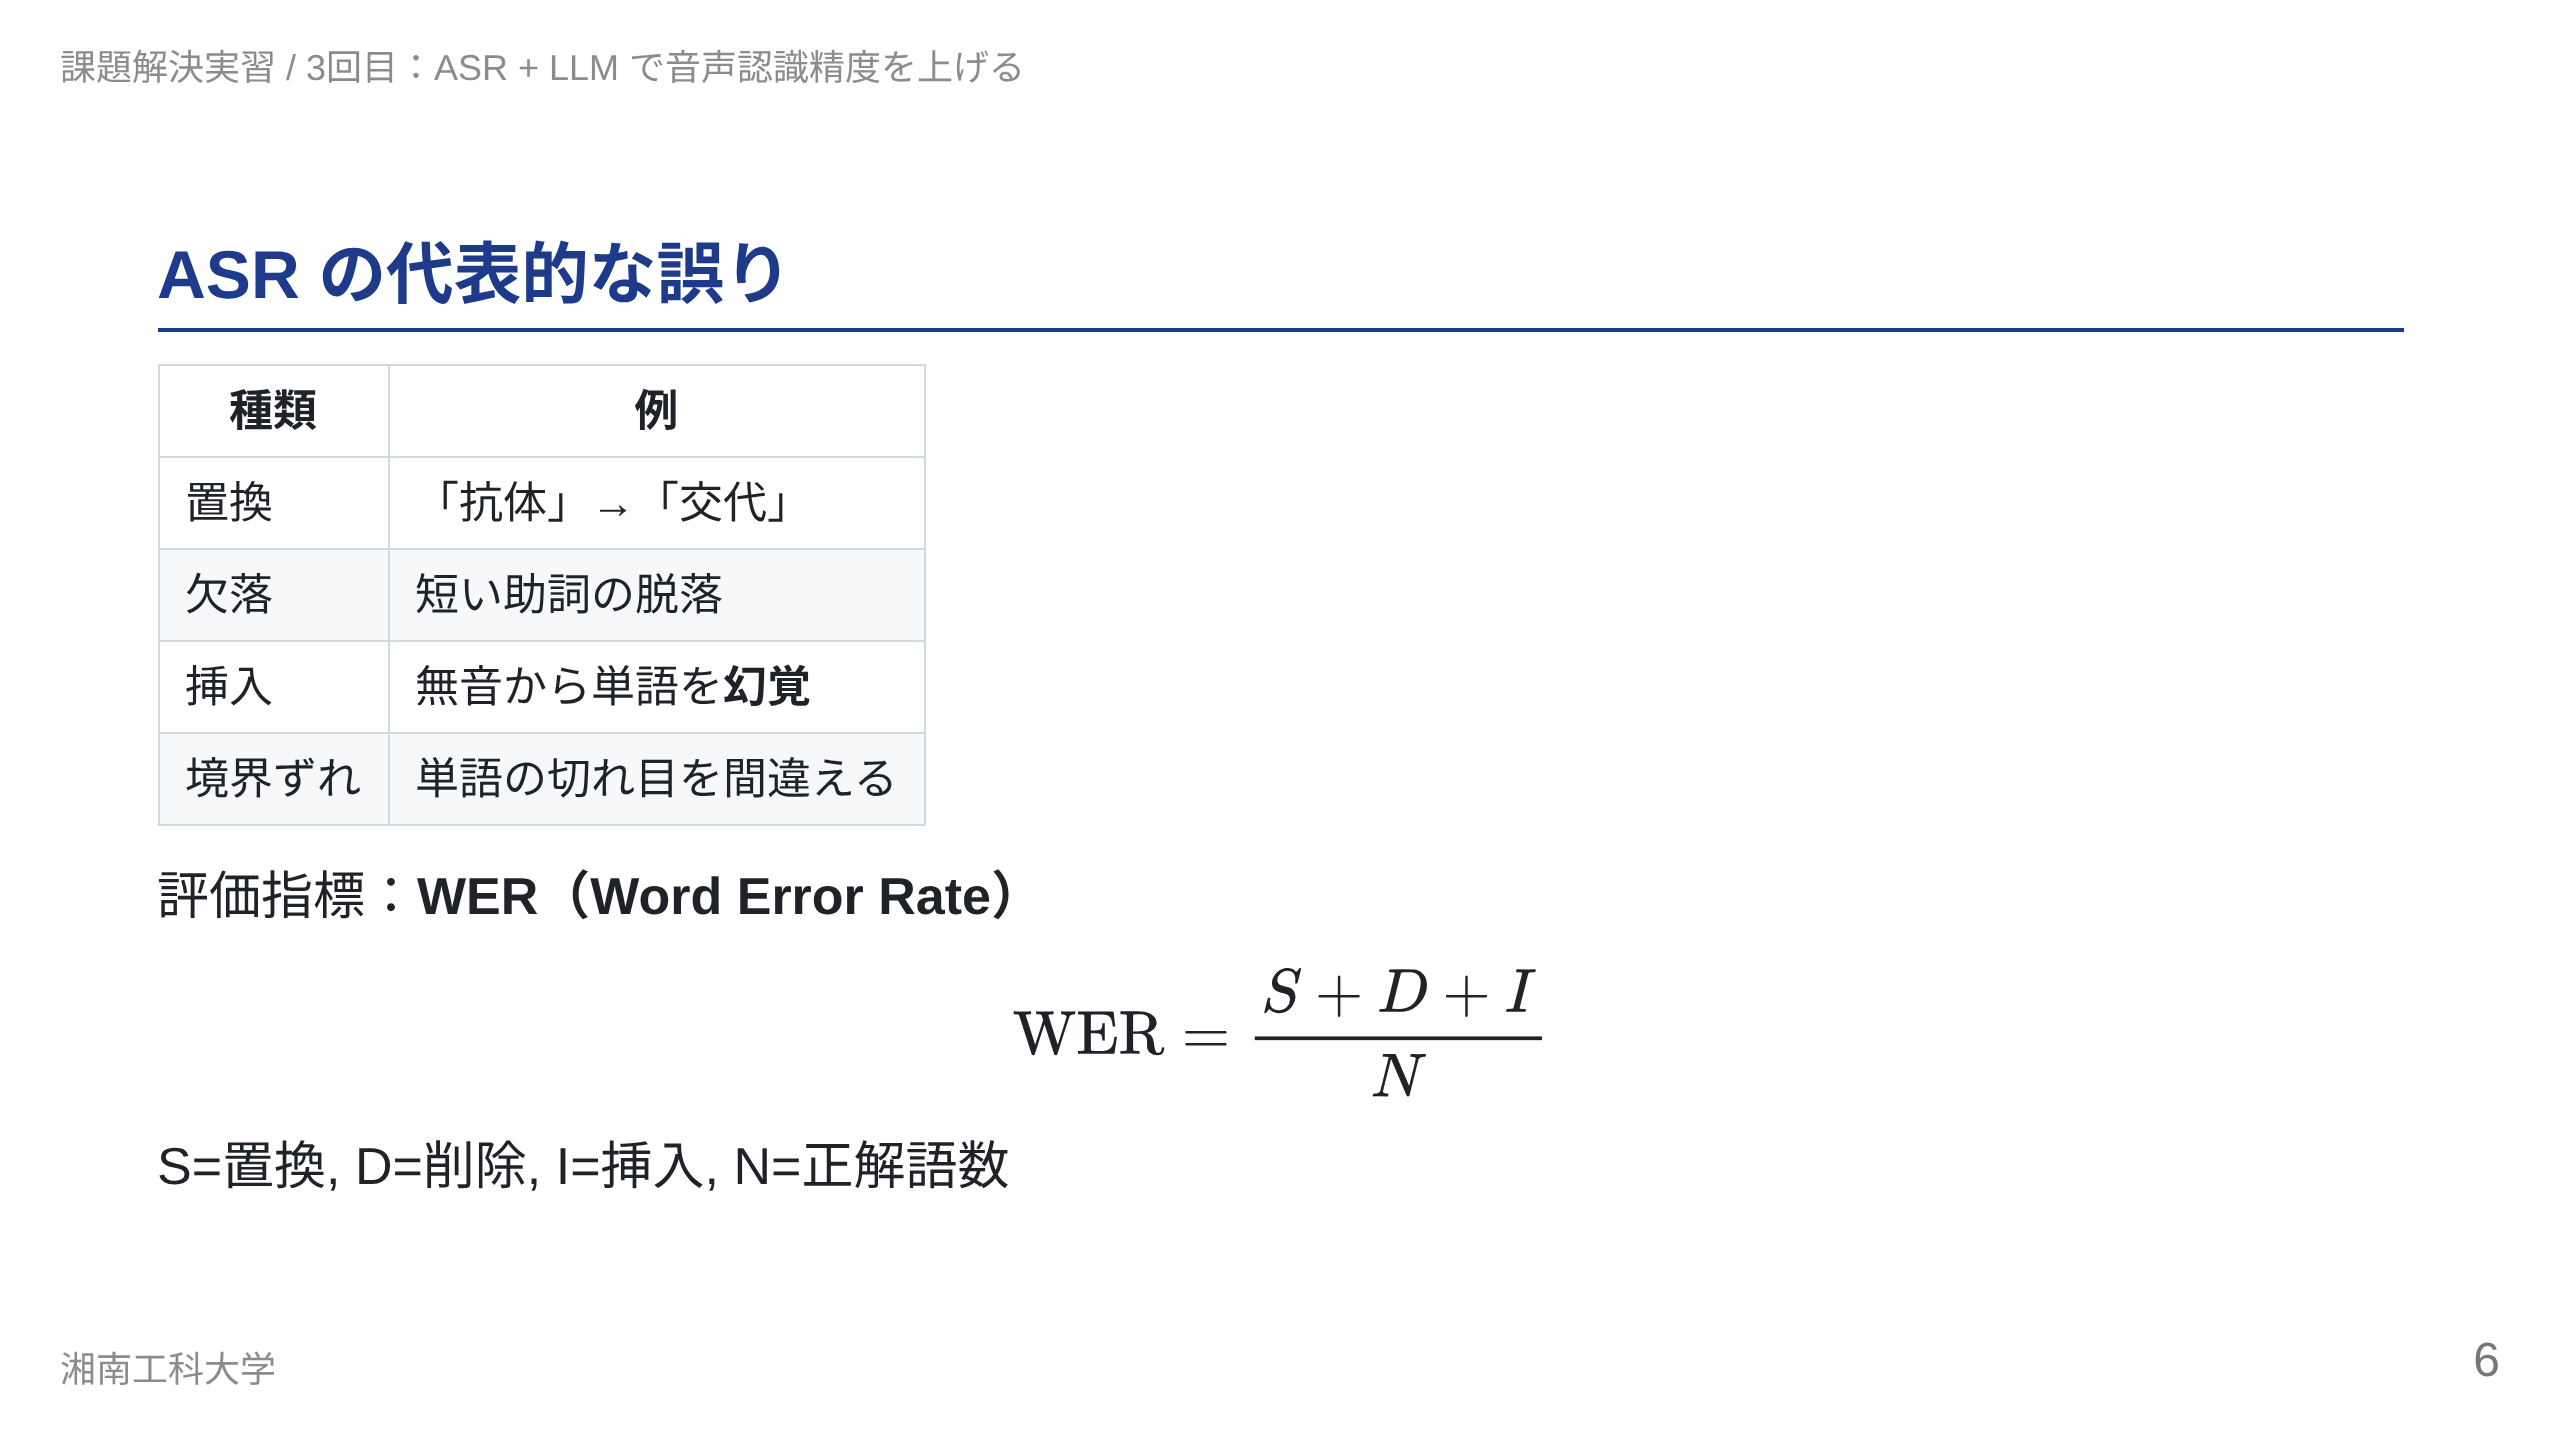 課題解決実習 / 3回目：ASR + LLM で音声認識精度を上げる
ASR の代表的な誤り
種類 例
置換 「抗体」→「交代」
欠落 短い助詞の脱落
挿入 無音から単語を幻覚
境界ずれ 単語の切れ目を間違える
評価指標：WER（Word Error Rate）
WER = (S + D + I) / N
S=置換, D=削除, I=挿入, N=正解語数
湘南工科大学
6